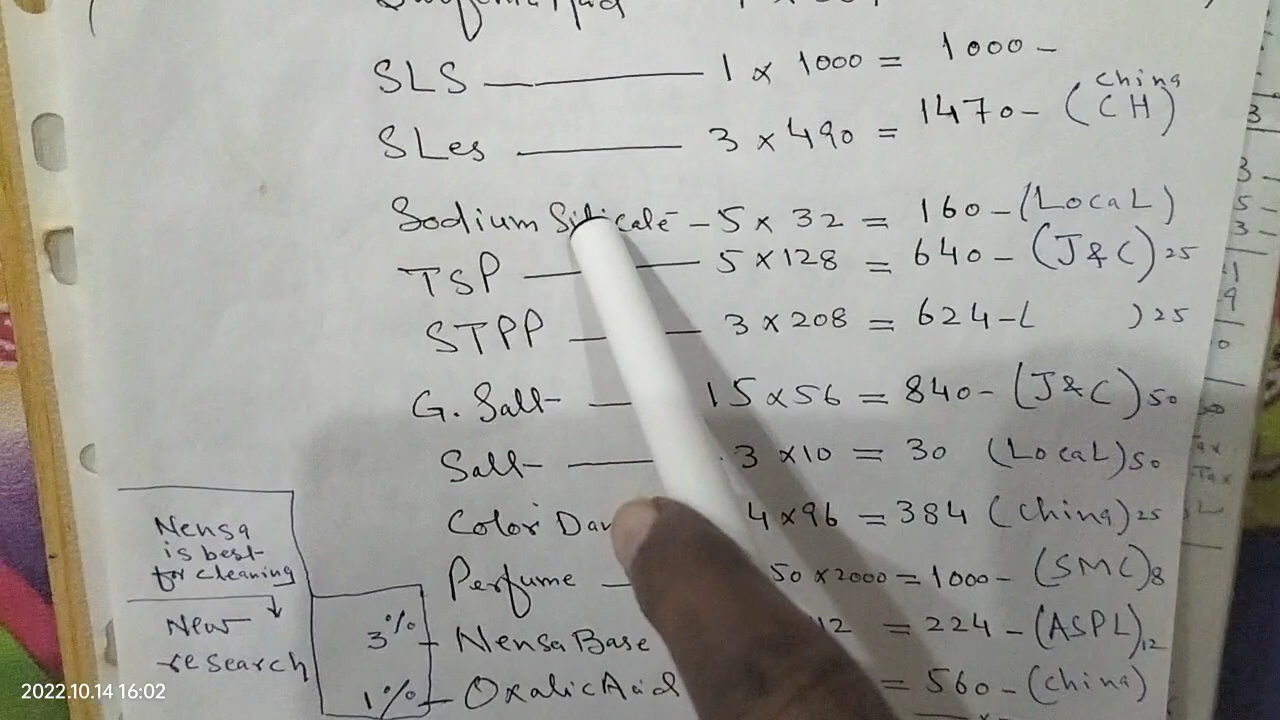 SLS — 1 x 1000 = 1000 -
SLes — 3 x 490 = 1470 - (CH) China
Sodium Silicate - 5 x 32 = 160 - (Local)
TSP — 5 x 128 = 640 - (J&C) 25
STPP — 3 x 208 = 624 - ( ) 25
G. Salt - — 15 x 56 = 840 - (J&C) 50
Salt - — 3 x 10 = 30 (Local) 50
Color 4 x 96 = 384 (China) 25
Perfume — 50 x 2000 = 1000 - (SMC) 8
3% Nensa Base = 224 - (ASPL) 12
1% Oxalic Acid = 560 - (China)
Nensa
is best
for cleaning
New
research
2022.10.14 16:02